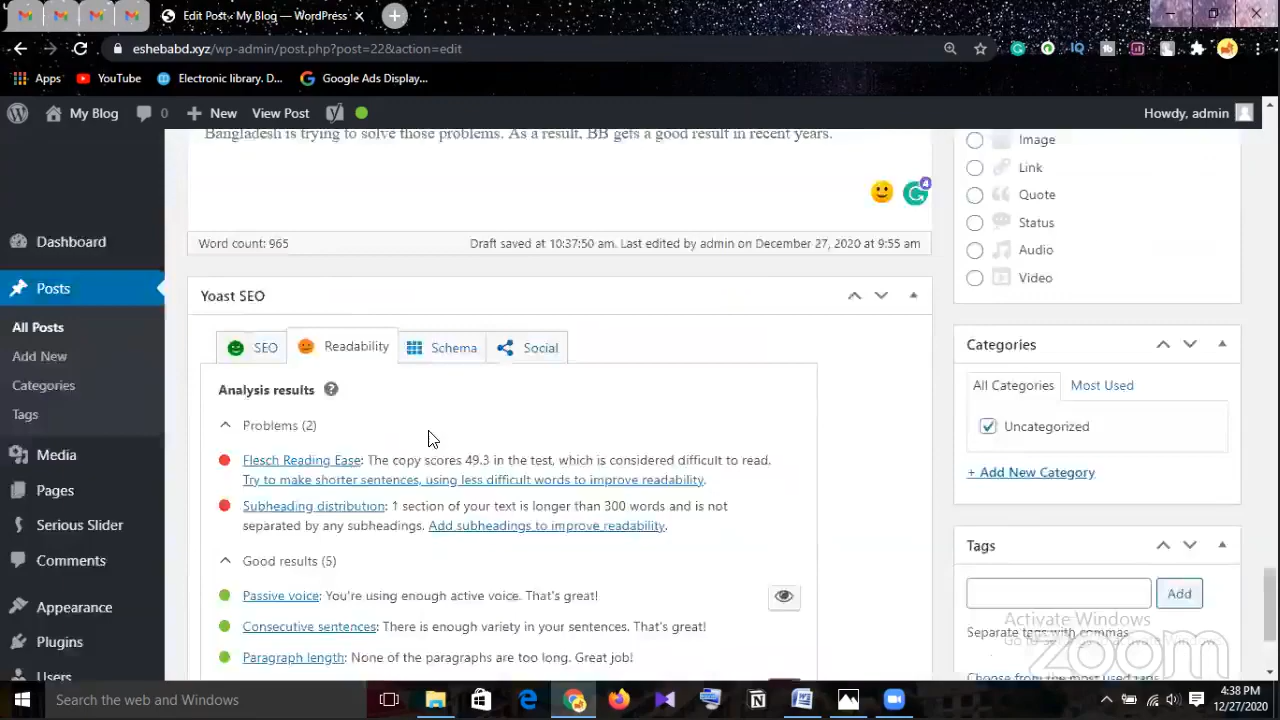 Edit Post ‹ My Blog — WordPress
eshebabd.xyz/wp-admin/post.php?post=22&action=edit
Apps
YouTube
Electronic library. D...
Google Ads Display...
My Blog
0
New
View Post
Howdy, admin
Bangladesh is trying to solve those problems. As a result, BB gets a good result in recent years.
4
Word count: 965
Draft saved at 10:37:50 am. Last edited by admin on December 27, 2020 at 9:55 am
Dashboard
Posts
All Posts
Add New
Categories
Tags
Media
Pages
Serious Slider
Comments
Appearance
Plugins
Users
Yoast SEO
SEO
Readability
Schema
Social
Analysis results
Problems (2)
Flesch Reading Ease: The copy scores 49.3 in the test, which is considered difficult to read.
Try to make shorter sentences, using less difficult words to improve readability.
Subheading distribution: 1 section of your text is longer than 300 words and is not
separated by any subheadings. Add subheadings to improve readability.
Good results (5)
Passive voice: You're using enough active voice. That's great!
Consecutive sentences: There is enough variety in your sentences. That's great!
Paragraph length: None of the paragraphs are too long. Great job!
Image
Link
Quote
Status
Audio
Video
Categories
All Categories
Most Used
Uncategorized
+ Add New Category
Tags
Add
Activate Windows
Separate tags with commas
Choose from the most used tags
zoom
Search the web and Windows
4:38 PM
12/27/2020